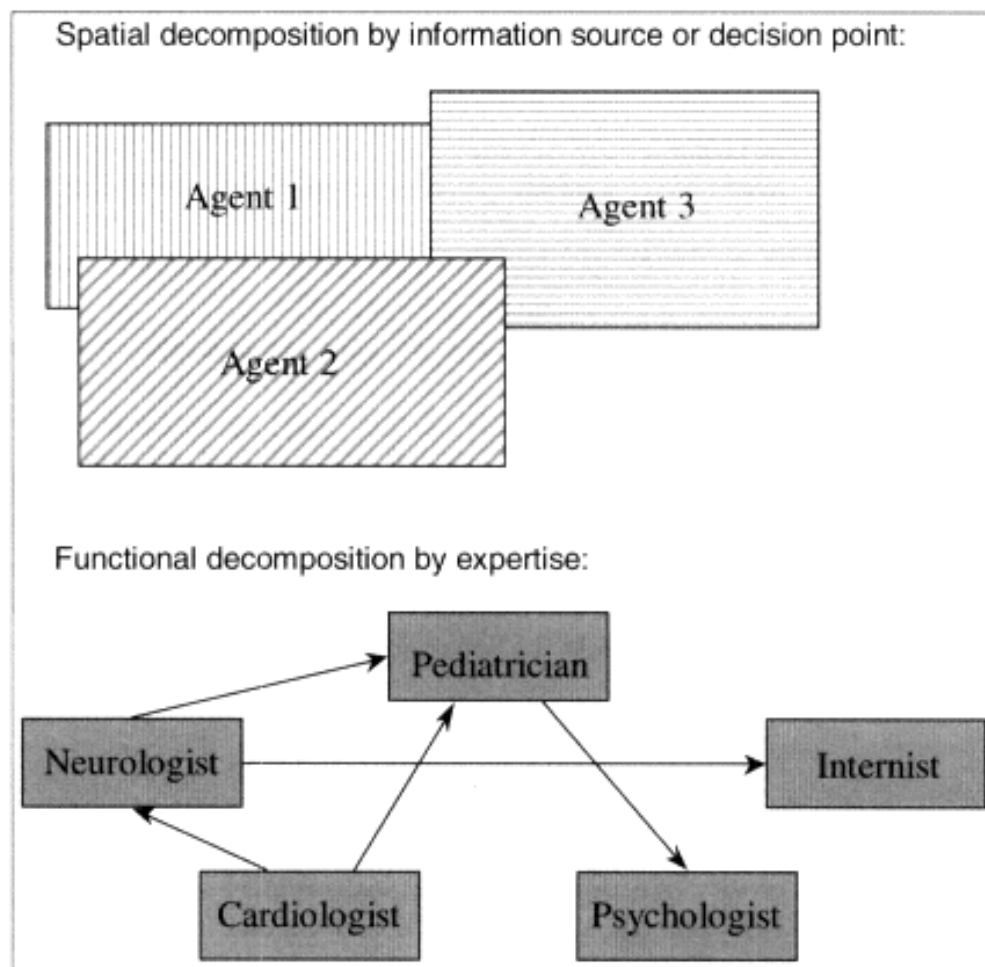 Spatial decomposition by information source or decision point:
Agent 1
Agent 3
Agent 2
Functional decomposition by expertise:
Pediatrician
Neurologist
Internist
Cardiologist
Psychologist